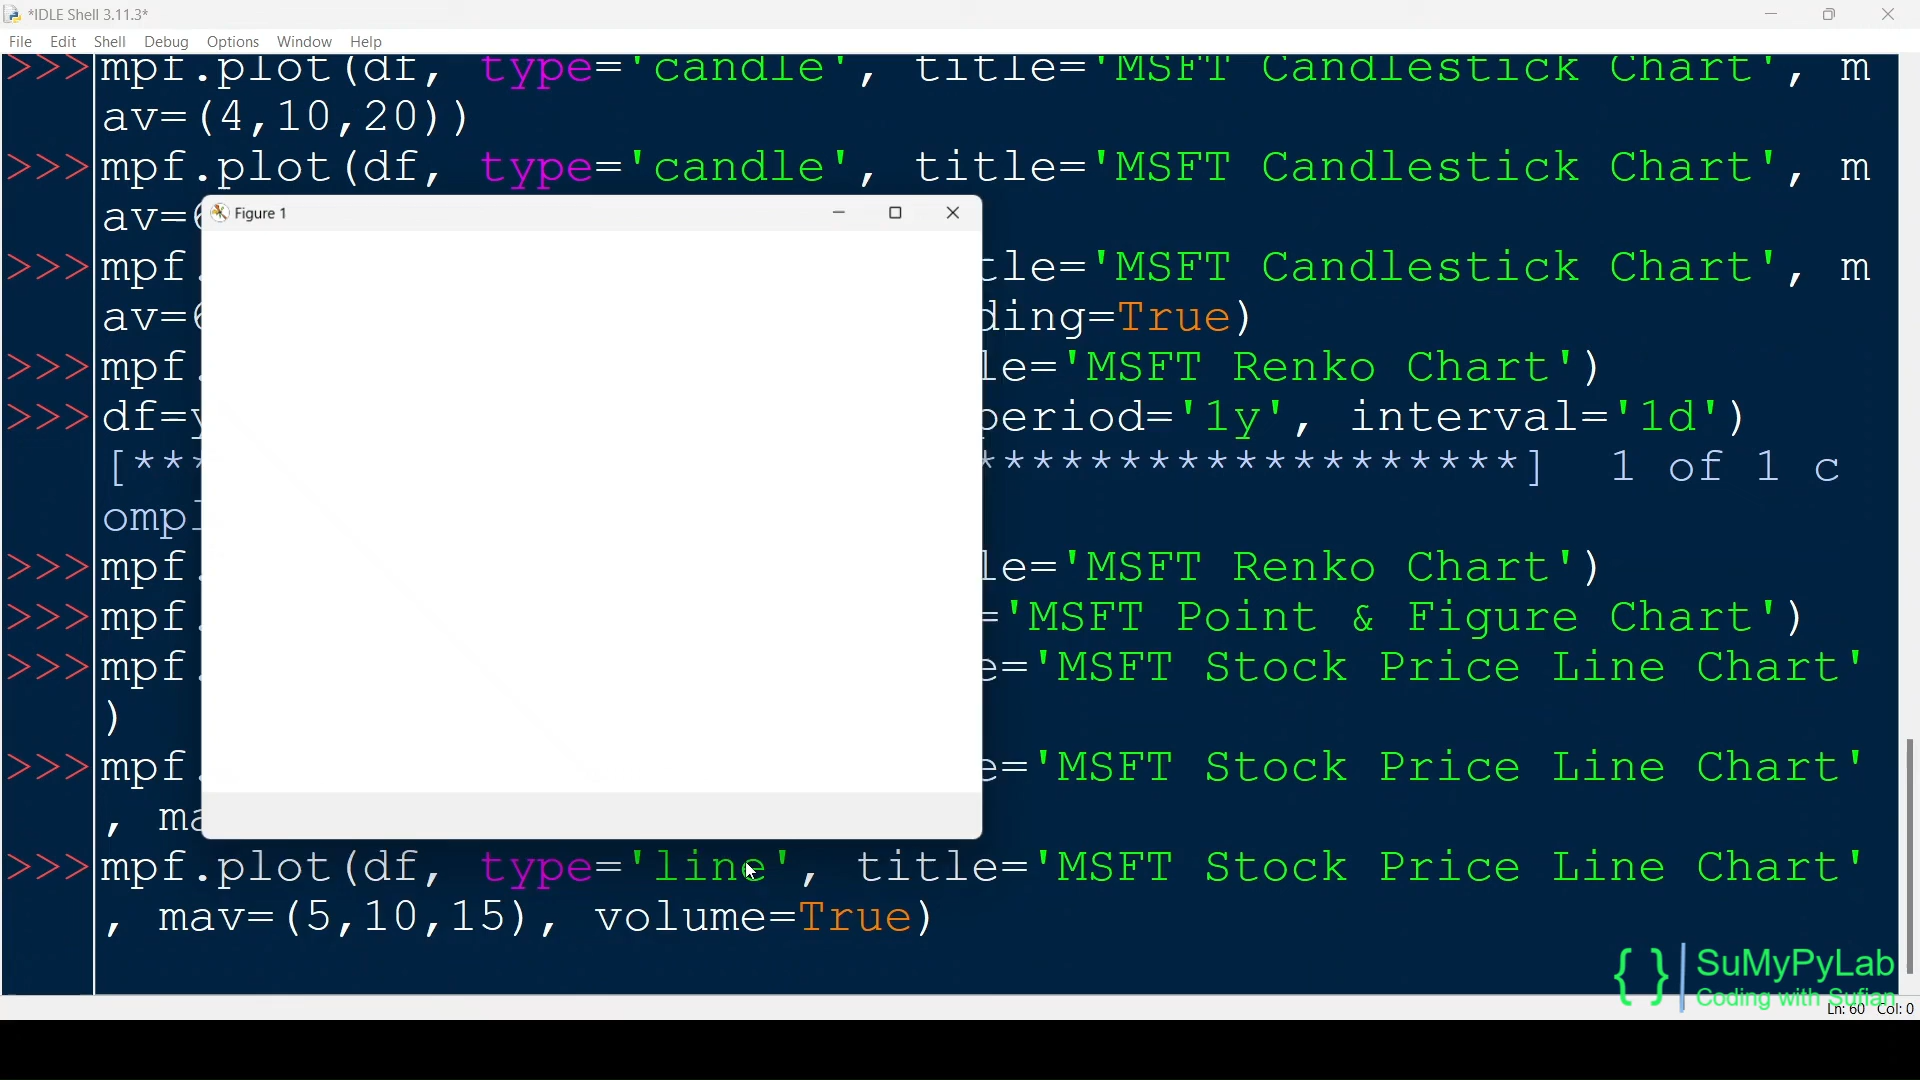 *IDLE Shell 3.11.3*
File Edit Shell Debug Options Window Help
>>> mpf.plot(df, type='candle', title='MSFT Candlestick Chart', m
av=(4,10,20))
>>> mpf.plot(df, type='candle', title='MSFT Candlestick Chart', m
av=6
Figure 1
>>> mpf. tle='MSFT Candlestick Chart', m
av=6 ding=True)
>>> mpf. le='MSFT Renko Chart')
>>> df=y period='1y', interval='1d')
[*** *******************] 1 of 1 c
ompl
>>> mpf. le='MSFT Renko Chart')
>>> mpf. ='MSFT Point & Figure Chart')
>>> mpf. e='MSFT Stock Price Line Chart'
)
>>> mpf. e='MSFT Stock Price Line Chart'
, ma
>>> mpf.plot(df, type='line', title='MSFT Stock Price Line Chart'
, mav=(5,10,15), volume=True)
{ } SuMyPyLab
Coding with Sufian
Ln: 60 Col: 0